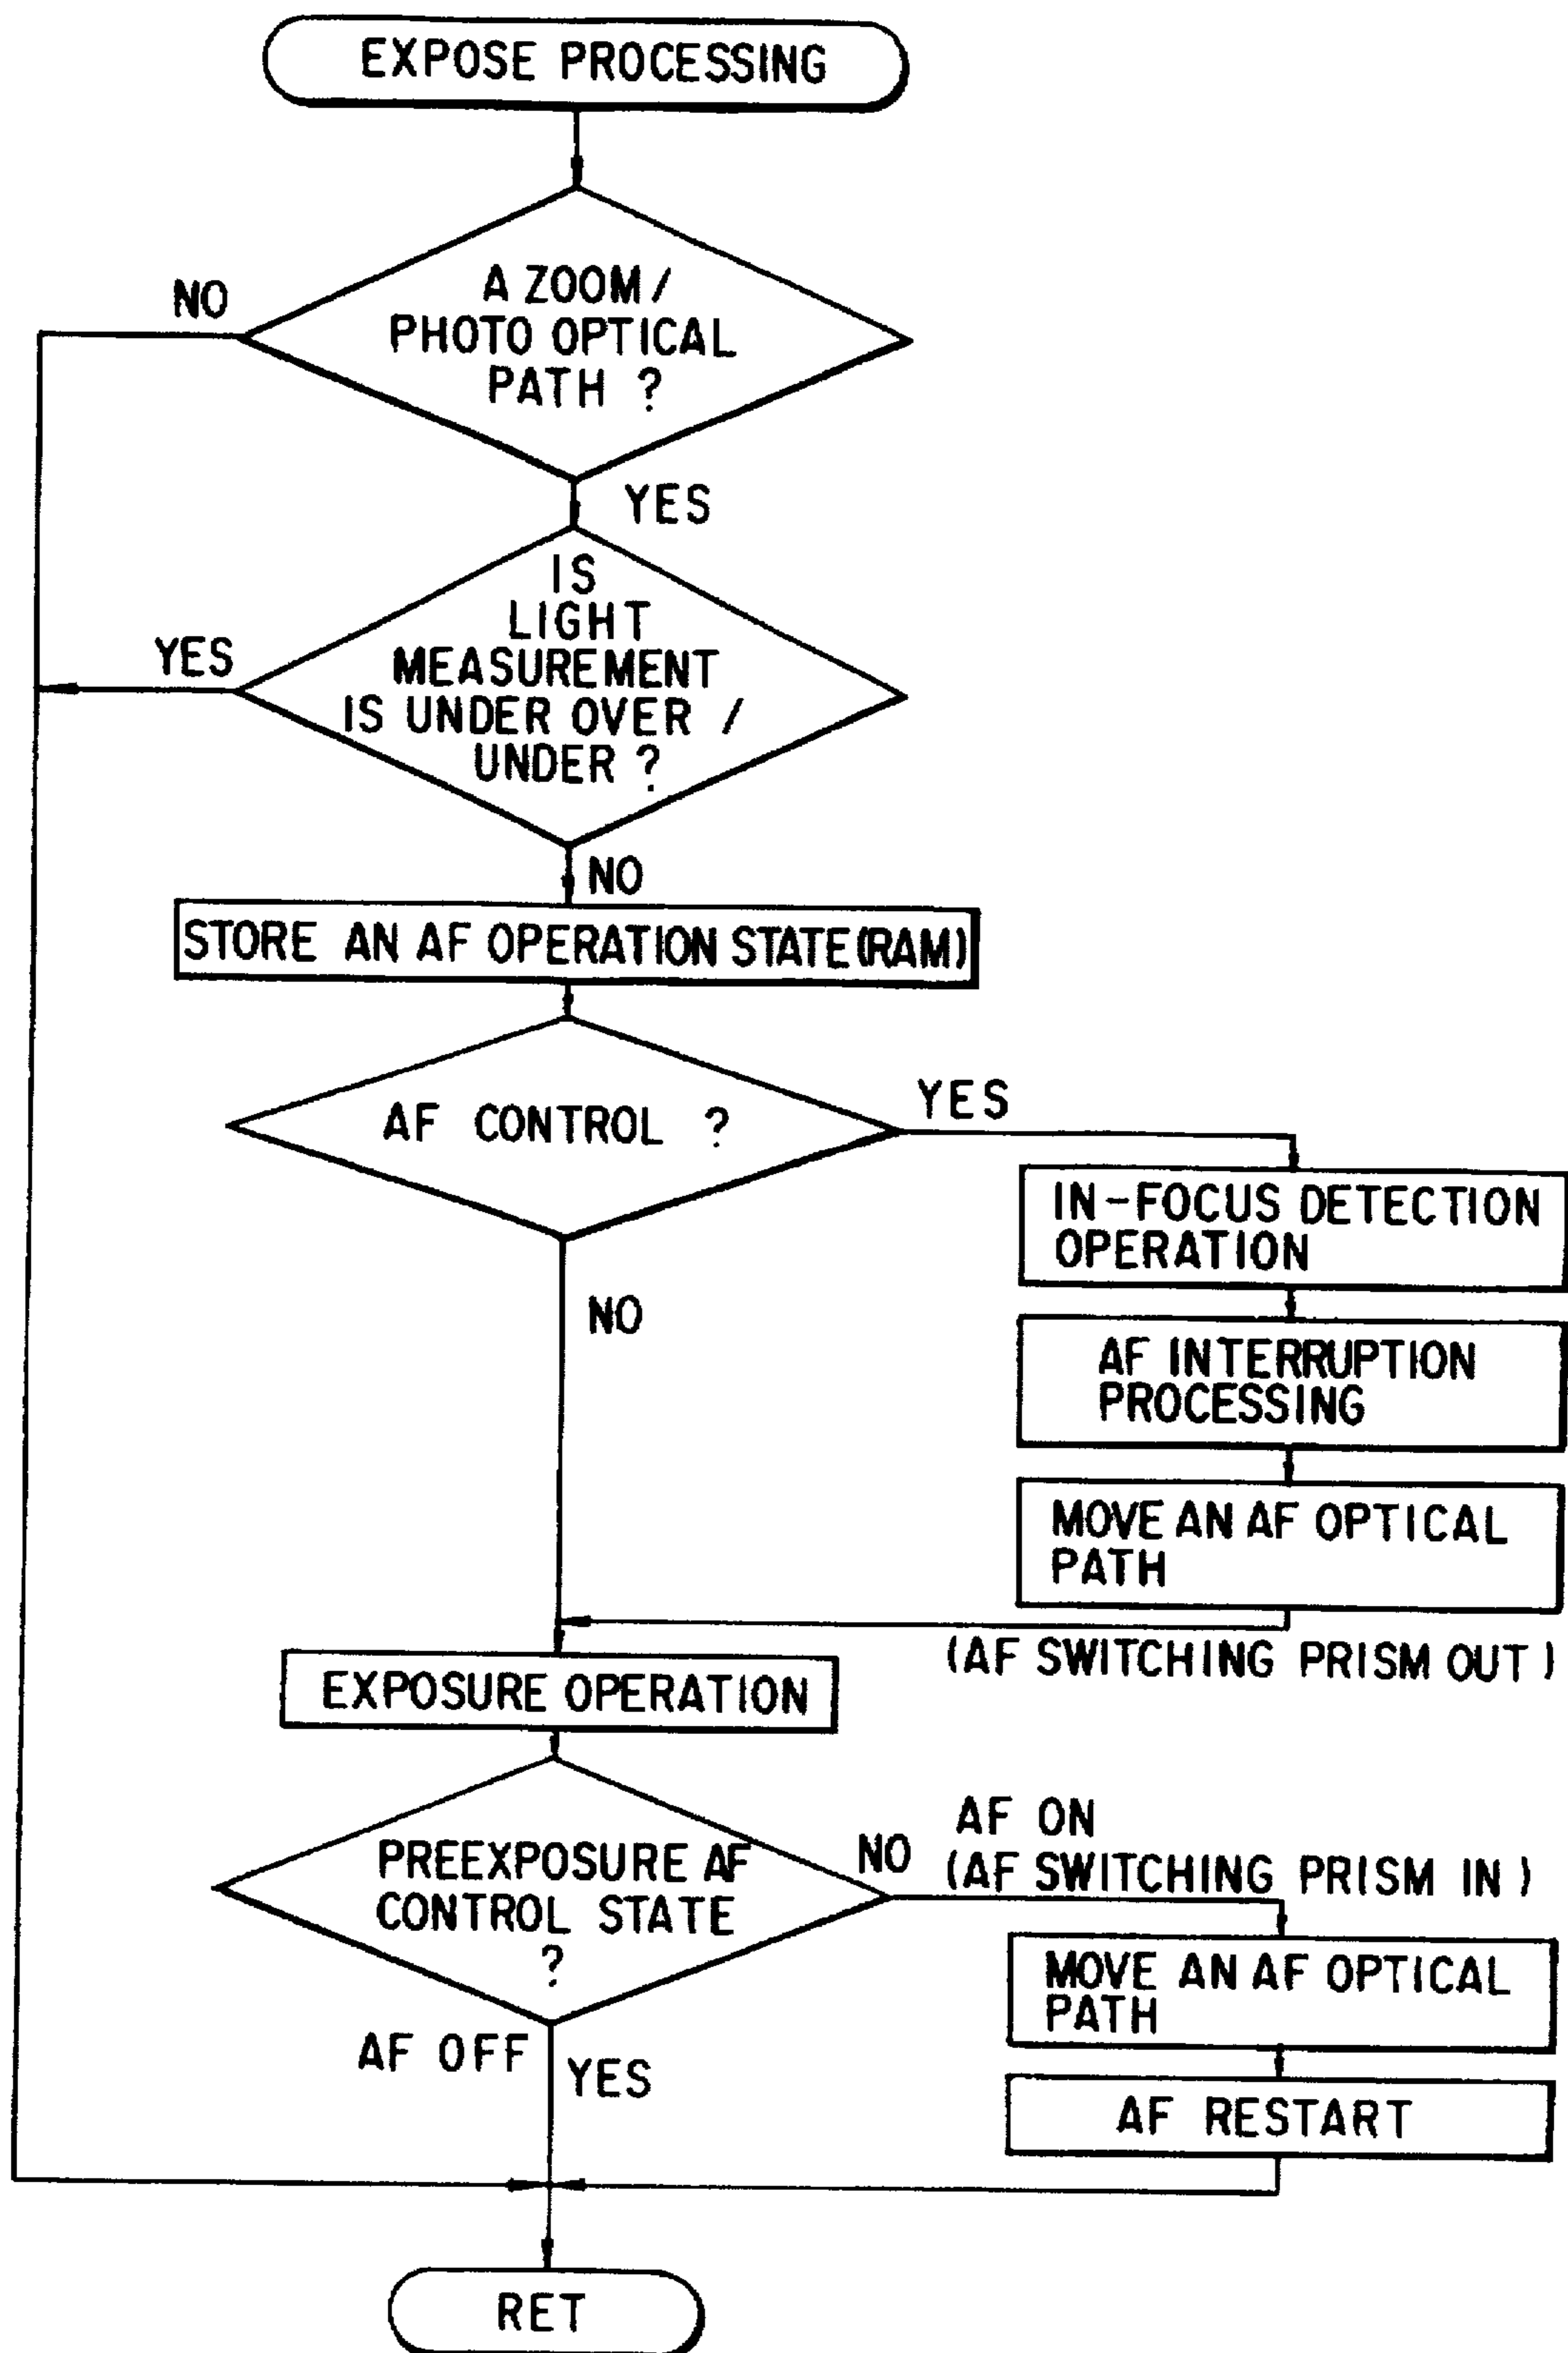 EXPOSE PROCESSING
A ZOOM /
PHOTO OPTICAL
PATH ?
NO
YES
IS
LIGHT
MEASUREMENT
IS UNDER OVER /
UNDER ?
YES
NO
STORE AN AF OPERATION STATE(RAM)
AF CONTROL ?
YES
NO
IN-FOCUS DETECTION
OPERATION
AF INTERRUPTION
PROCESSING
MOVE AN AF OPTICAL
PATH
(AF SWITCHING PRISM OUT)
EXPOSURE OPERATION
PREEXPOSURE AF
CONTROL STATE
?
NO
AF ON
(AF SWITCHING PRISM IN)
MOVE AN AF OPTICAL
PATH
AF RESTART
AF OFF
YES
RET